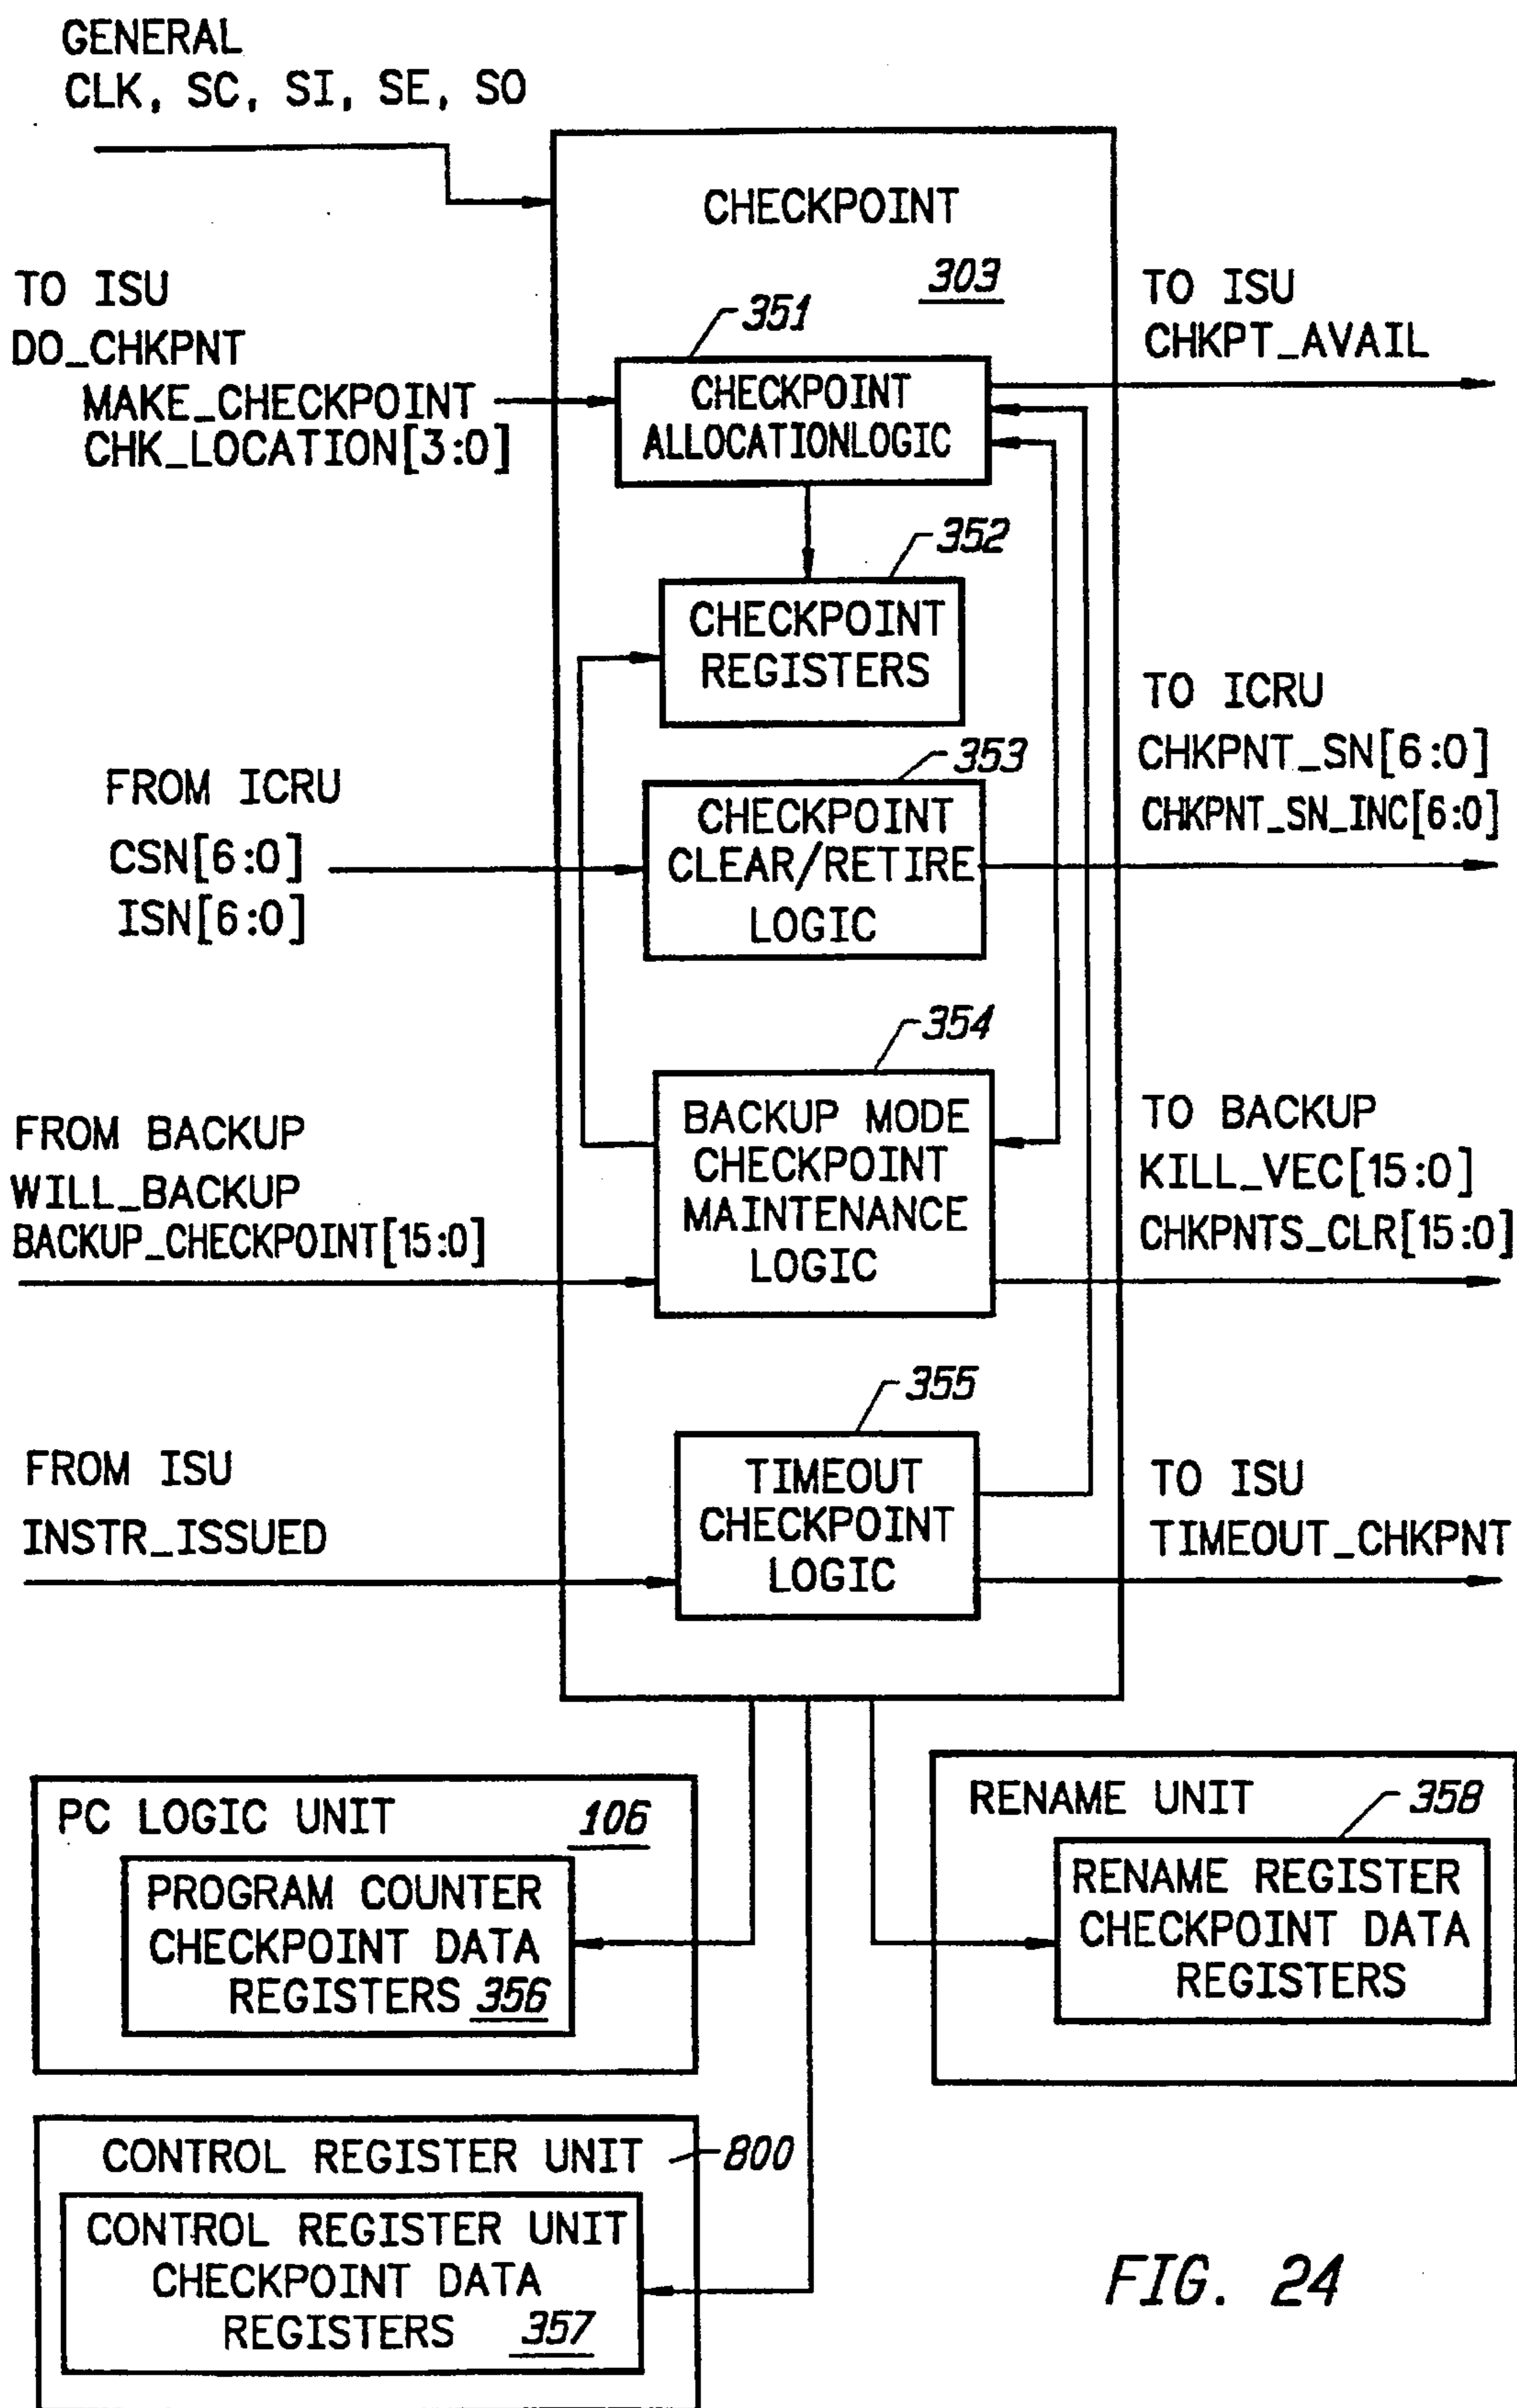 GENERAL
CLK, SC, SI, SE, SO
CHECKPOINT
303
TO ISU
DO_CHKPNT
MAKE_CHECKPOINT
CHK_LOCATION[3:0]
351
CHECKPOINT
ALLOCATIONLOGIC
TO ISU
CHKPT_AVAIL
352
CHECKPOINT
REGISTERS
FROM ICRU
CSN[6:0]
ISN[6:0]
353
CHECKPOINT
CLEAR/RETIRE
LOGIC
TO ICRU
CHKPNT_SN[6:0]
CHKPNT_SN_INC[6:0]
354
FROM BACKUP
WILL_BACKUP
BACKUP_CHECKPOINT[15:0]
BACKUP MODE
CHECKPOINT
MAINTENANCE
LOGIC
TO BACKUP
KILL_VEC[15:0]
CHKPNTS_CLR[15:0]
355
FROM ISU
INSTR_ISSUED
TIMEOUT
CHECKPOINT
LOGIC
TO ISU
TIMEOUT_CHKPNT
PC LOGIC UNIT 106
PROGRAM COUNTER
CHECKPOINT DATA
REGISTERS 356
RENAME UNIT 358
RENAME REGISTER
CHECKPOINT DATA
REGISTERS
CONTROL REGISTER UNIT 800
CONTROL REGISTER UNIT
CHECKPOINT DATA
REGISTERS 357
FIG. 24